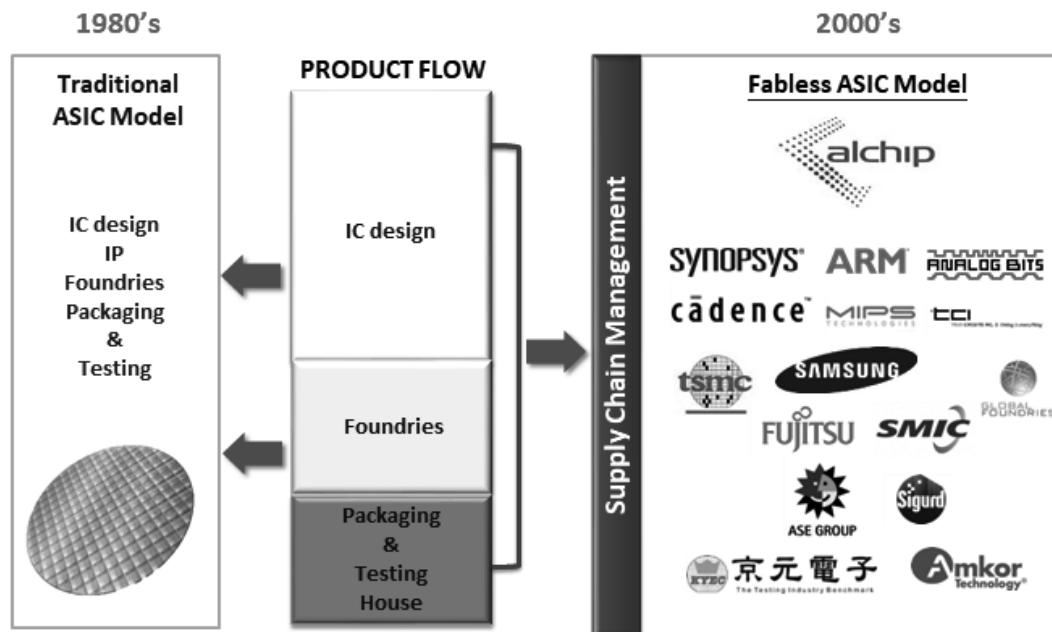 1980's
2000's
Traditional
ASIC Model
IC design
IP
Foundries
Packaging
&
Testing
PRODUCT FLOW
IC design
Foundries
Packaging
&
Testing
House
Supply Chain Management
Fabless ASIC Model
alchip
SYNOPSYS®
ARM®
ANALOG BITS
cādence™
MIPS
TECHNOLOGIES
tci
tsmc
SAMSUNG
GLOBAL
FOUNDRIES
FUJITSU
SMIC
ASE GROUP
Sigurd
KYEC
京元電子
The Testing Industry Benchmark
Amkor
Technology®